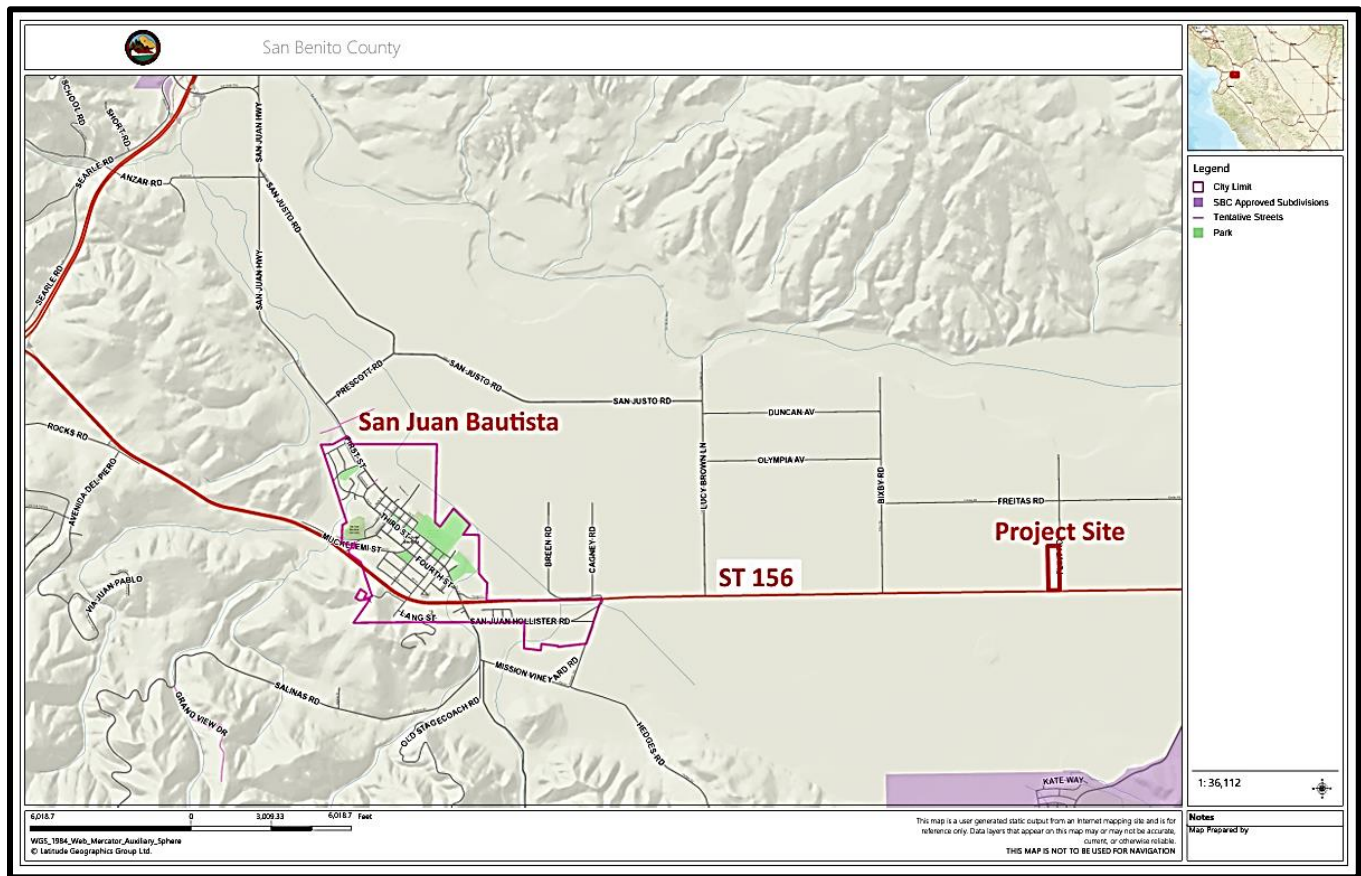 San Benito County
SCHOOL RD
SHORT RD
SEARLE RD
ANZAR RD
SAN JUAN HWY
SAN JUSTO RD
SEARLE RD
SAN JUAN HWY
PRESCOTT RD
SAN JUSTO RD
SAN JUSTO RD
DUNCAN AV
San Juan Bautista
ROCKS RD
FIRST ST
OLYMPIA AV
LUCY BROWN LN
BIXBY RD
AVENIDA DEL PIERO
FREITAS RD
THIRD ST
Project Site
MUCKELEMI ST
BREEN RD
CAGNEY RD
FOURTH ST
ST 156
VIA JUAN PABLO
LANG ST
SAN JUAN HOLLISTER RD
MISSION VINEYARD RD
SALINAS RD
GRAND VIEW DR
OLD STAGECOACH RD
HEDGES RD
KATE WAY
Legend
City Limit
SBC Approved Subdivisions
Tentative Streets
Park
1: 36,112
6,018.7 0 3,009.33 6,018.7 Feet
WGS_1984_Web_Mercator_Auxiliary_Sphere
© Latitude Geographics Group Ltd.
This map is a user generated static output from an Internet mapping site and is for
reference only. Data layers that appear on this map may or may not be accurate,
current, or otherwise reliable.
THIS MAP IS NOT TO BE USED FOR NAVIGATION
Notes
Map Prepared by